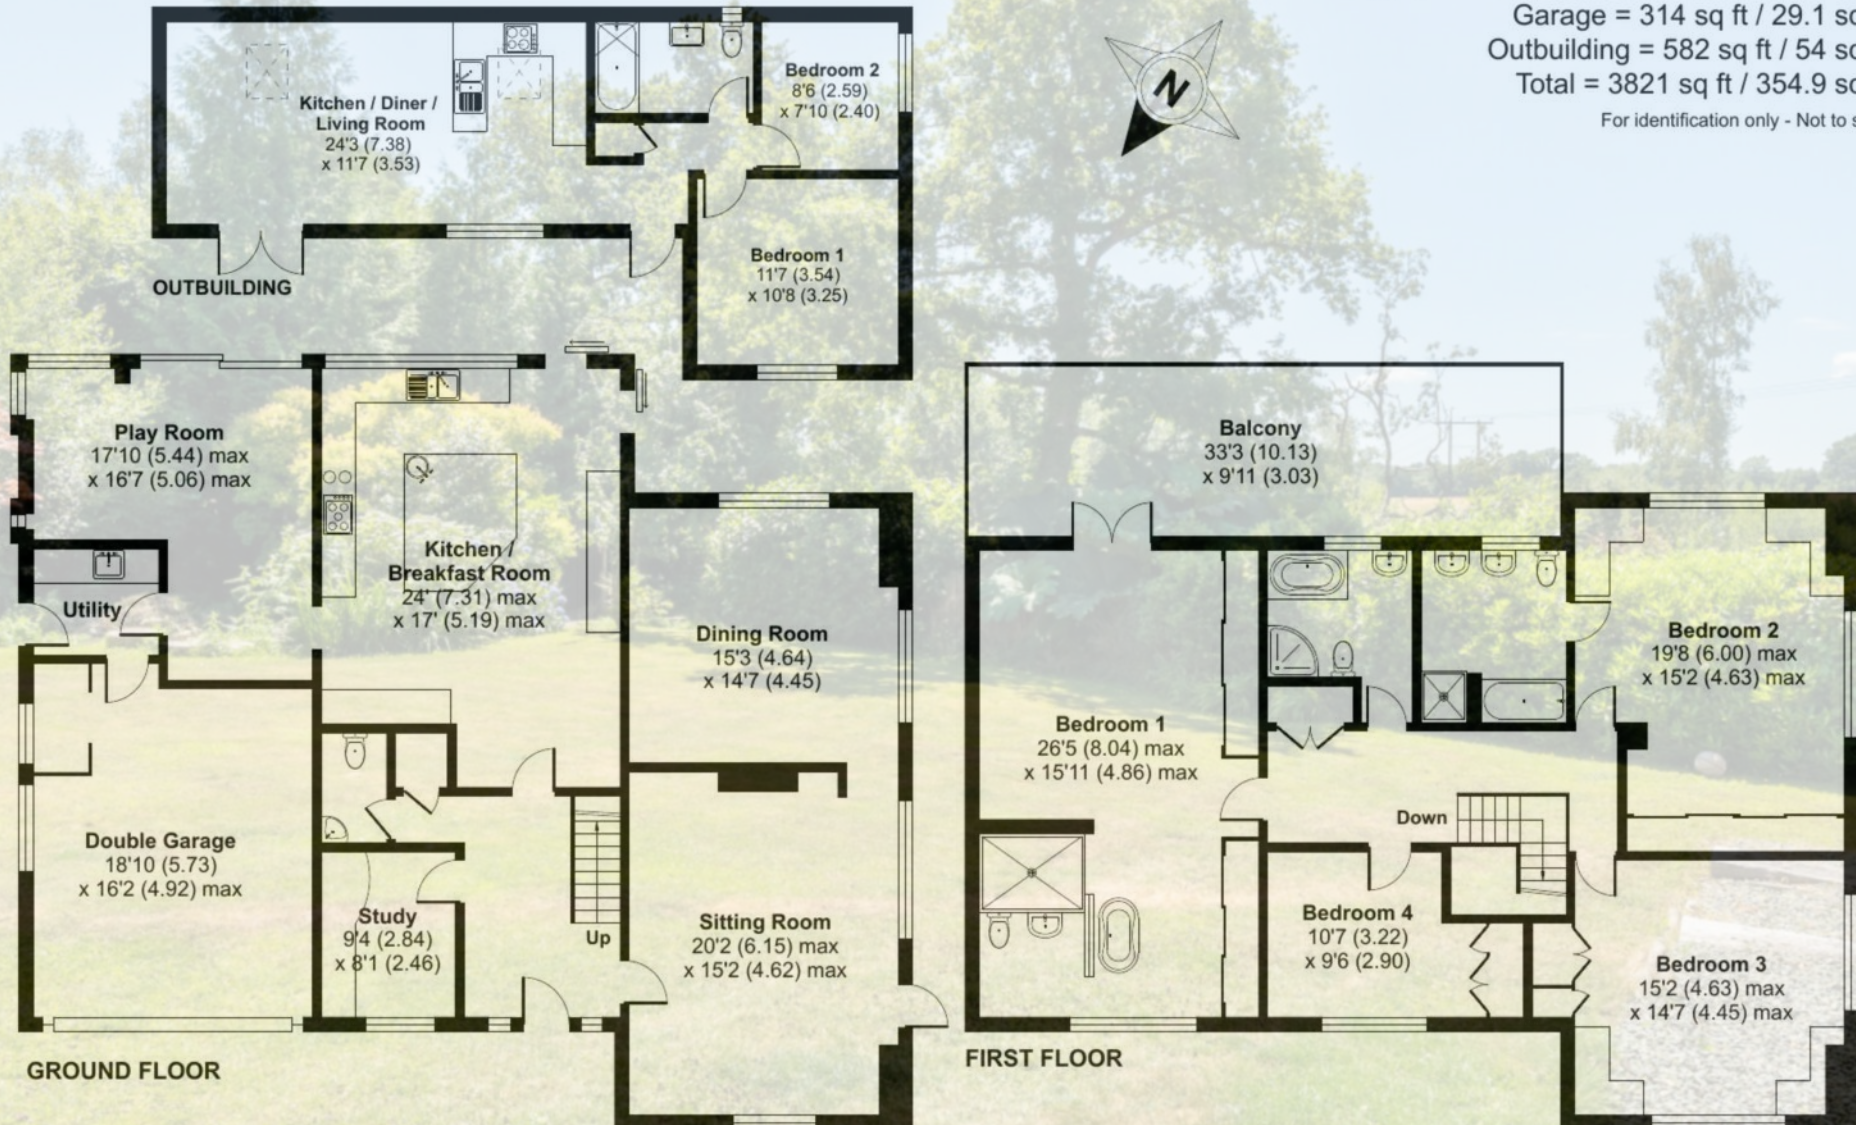 Garage = 314 sq ft / 29.1 sq
Outbuilding = 582 sq ft / 54 sq
Total = 3821 sq ft / 354.9 sq
For identification only - Not to s
N
Kitchen / Diner /
Living Room
24'3 (7.38)
x 11'7 (3.53)
Bedroom 2
8'6 (2.59)
x 7'10 (2.40)
Bedroom 1
11'7 (3.54)
x 10'8 (3.25)
OUTBUILDING
Play Room
17'10 (5.44) max
x 16'7 (5.06) max
Utility
Kitchen /
Breakfast Room
24' (7.31) max
x 17' (5.19) max
Dining Room
15'3 (4.64)
x 14'7 (4.45)
Double Garage
18'10 (5.73)
x 16'2 (4.92) max
Study
9'4 (2.84)
x 8'1 (2.46)
Up
Sitting Room
20'2 (6.15) max
x 15'2 (4.62) max
GROUND FLOOR
Balcony
33'3 (10.13)
x 9'11 (3.03)
Bedroom 1
26'5 (8.04) max
x 15'11 (4.86) max
Bedroom 2
19'8 (6.00) max
x 15'2 (4.63) max
Down
Bedroom 4
10'7 (3.22)
x 9'6 (2.90)
Bedroom 3
15'2 (4.63) max
x 14'7 (4.45) max
FIRST FLOOR